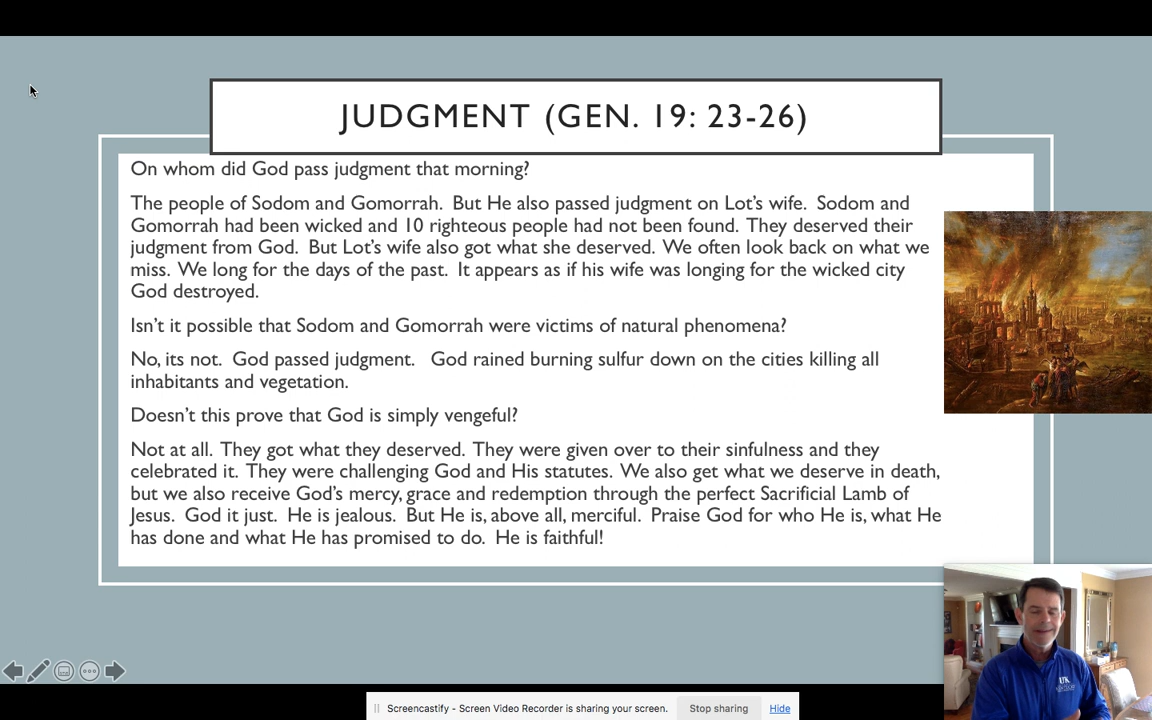 JUDGMENT (GEN. 19: 23-26)
On whom did God pass judgment that morning?
The people of Sodom and Gomorrah. But He also passed judgment on Lot's wife. Sodom and
Gomorrah had been wicked and 10 righteous people had not been found. They deserved their
judgment from God. But Lot's wife also got what she deserved. We often look back on what we
miss. We long for the days of the past. It appears as if his wife was longing for the wicked city
God destroyed.
Isn't it possible that Sodom and Gomorrah were victims of natural phenomena?
No, its not. God passed judgment. God rained burning sulfur down on the cities killing all
inhabitants and vegetation.
Doesn't this prove that God is simply vengeful?
Not at all. They got what they deserved. They were given over to their sinfulness and they
celebrated it. They were challenging God and His statutes. We also get what we deserve in death,
but we also receive God's mercy, grace and redemption through the perfect Sacrificial Lamb of
Jesus. God it just. He is jealous. But He is, above all, merciful. Praise God for who He is, what He
has done and what He has promised to do. He is faithful!
UK
Screencastify - Screen Video Recorder is sharing your screen.
Stop sharing
Hide